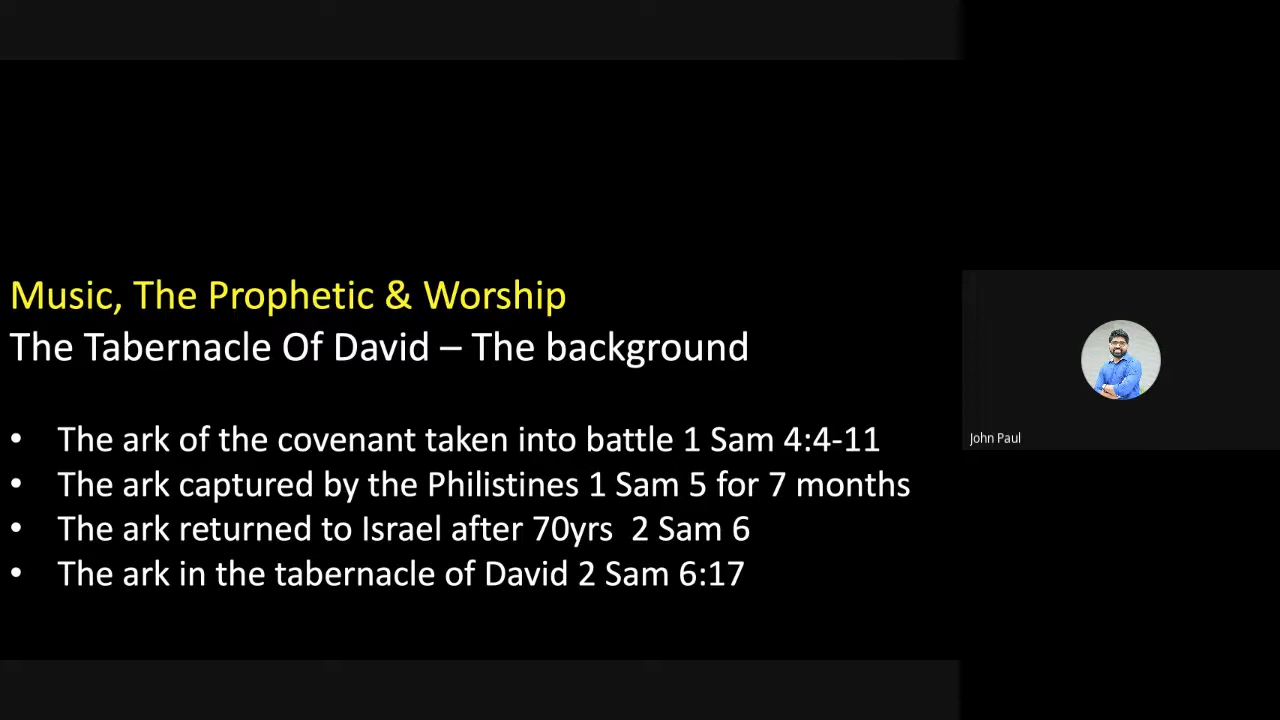 Music, The Prophetic & Worship
The Tabernacle Of David – The background
• The ark of the covenant taken into battle 1 Sam 4:4-11
• The ark captured by the Philistines 1 Sam 5 for 7 months
• The ark returned to Israel after 70yrs  2 Sam 6
• The ark in the tabernacle of David 2 Sam 6:17
John Paul